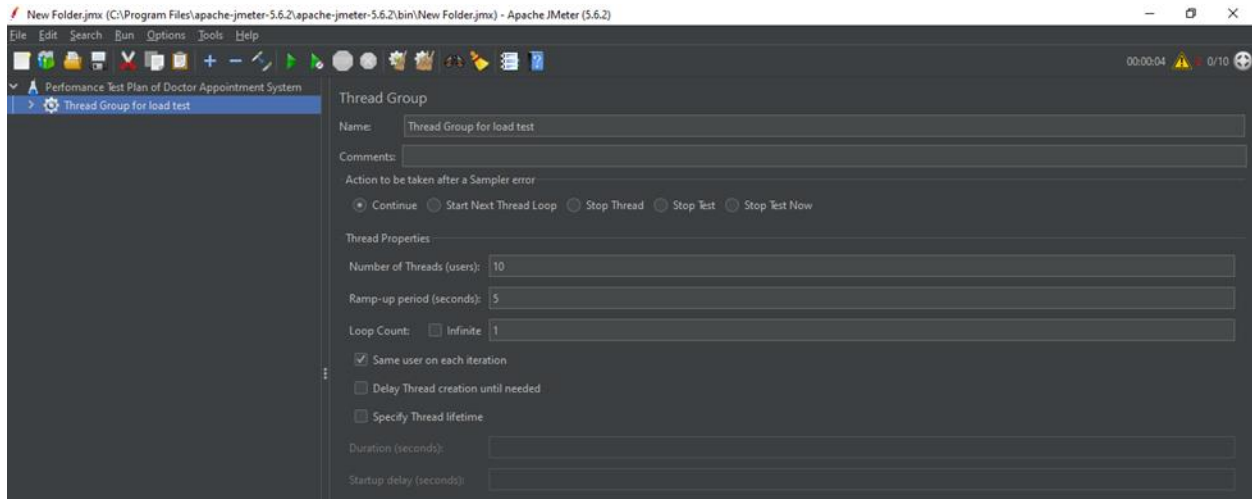 New Folder.jmx (C:\Program Files\apache-jmeter-5.6.2\apache-jmeter-5.6.2\bin\New Folder.jmx) - Apache JMeter (5.6.2)
File Edit Search Run Options Tools Help
00:00:04 2 0/10
Perfomance Test Plan of Doctor Appointment System
Thread Group for load test
Thread Group
Name: Thread Group for load test
Comments:
Action to be taken after a Sampler error
Continue Start Next Thread Loop Stop Thread Stop Test Stop Test Now
Thread Properties
Number of Threads (users): 10
Ramp-up period (seconds): 5
Loop Count: Infinite 1
Same user on each iteration
Delay Thread creation until needed
Specify Thread lifetime
Duration (seconds):
Startup delay (seconds):